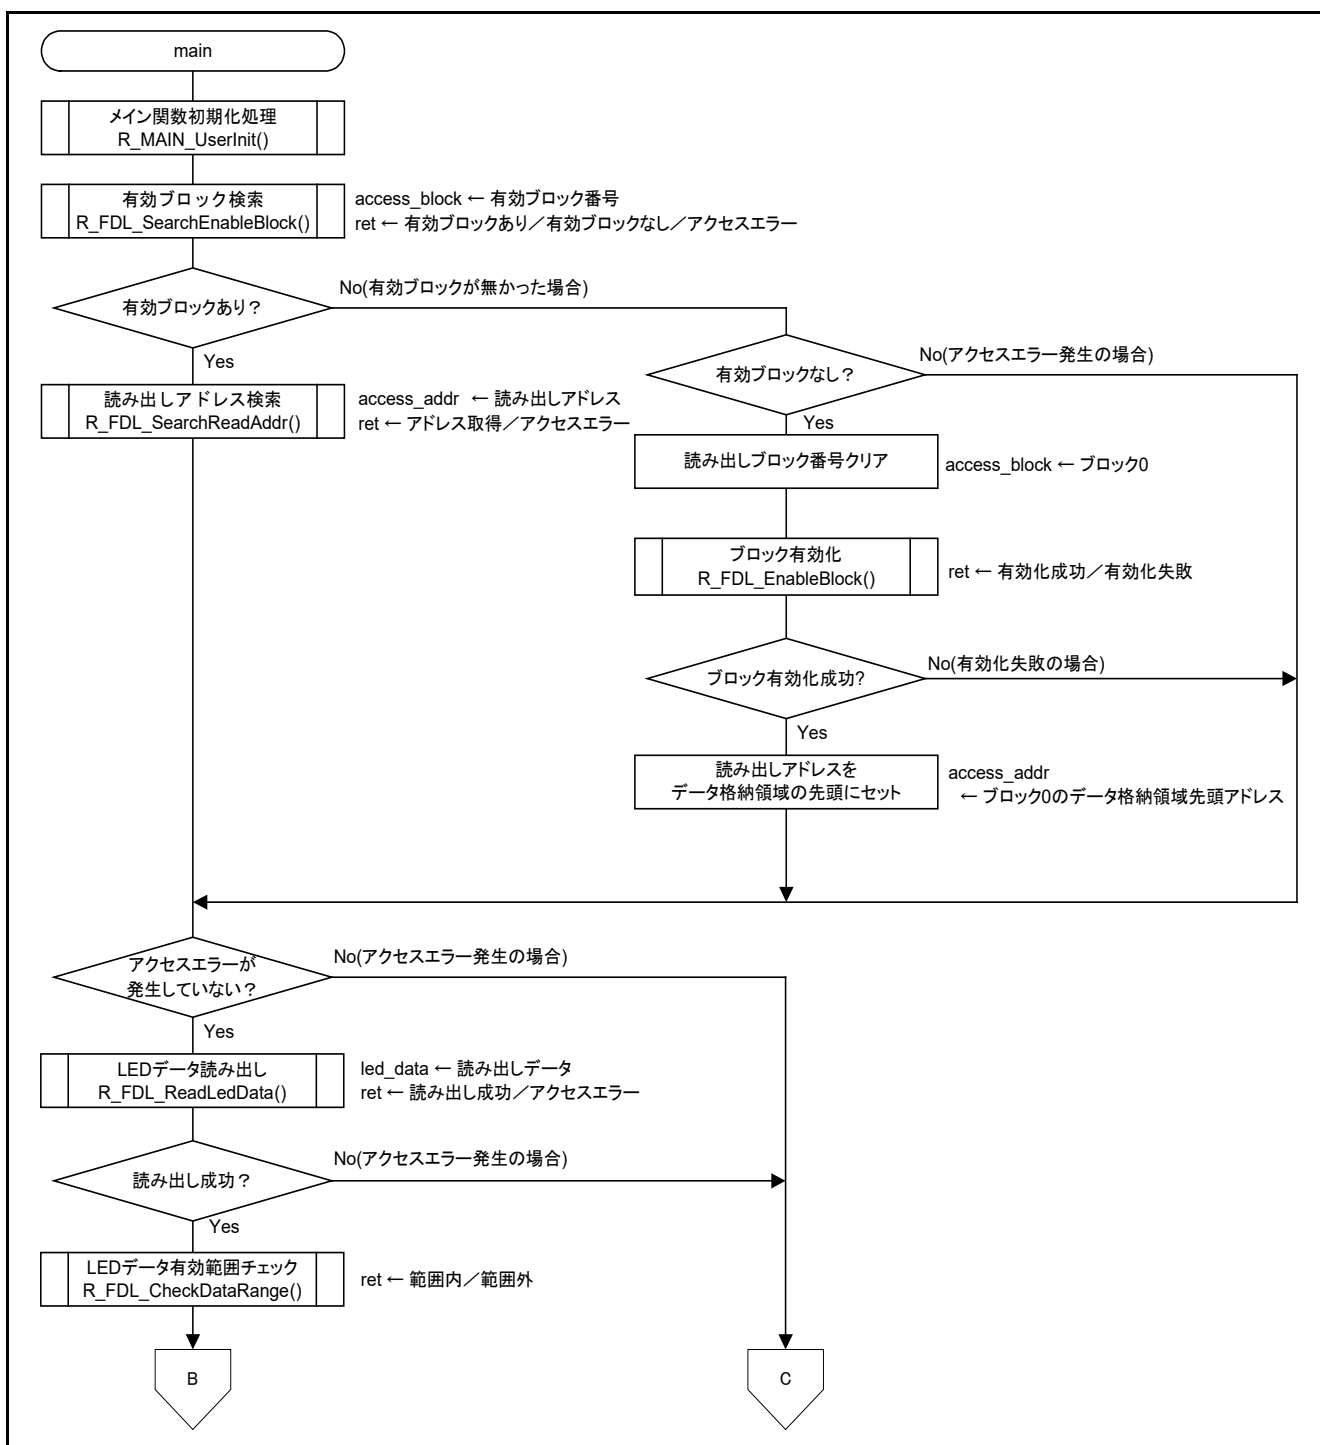 main
メイン関数初期化処理
R_MAIN_UserInit()
有効ブロック検索
R_FDL_SearchEnableBlock()
access_block ← 有効ブロック番号
ret ← 有効ブロックあり／有効ブロックなし／アクセスエラー
有効ブロックあり？
No(有効ブロックが無かった場合)
Yes
有効ブロックなし？
No(アクセスエラー発生の場合)
Yes
読み出しアドレス検索
R_FDL_SearchReadAddr()
access_addr ← 読み出しアドレス
ret ← アドレス取得／アクセスエラー
読み出しブロック番号クリア
access_block ← ブロック0
ブロック有効化
R_FDL_EnableBlock()
ret ← 有効化成功／有効化失敗
ブロック有効化成功?
No(有効化失敗の場合)
Yes
読み出しアドレスを
データ格納領域の先頭にセット
access_addr
← ブロック0のデータ格納領域先頭アドレス
アクセスエラーが
発生していない？
No(アクセスエラー発生の場合)
Yes
LEDデータ読み出し
R_FDL_ReadLedData()
led_data ← 読み出しデータ
ret ← 読み出し成功／アクセスエラー
読み出し成功？
No(アクセスエラー発生の場合)
Yes
LEDデータ有効範囲チェック
R_FDL_CheckDataRange()
ret ← 範囲内／範囲外
B
C